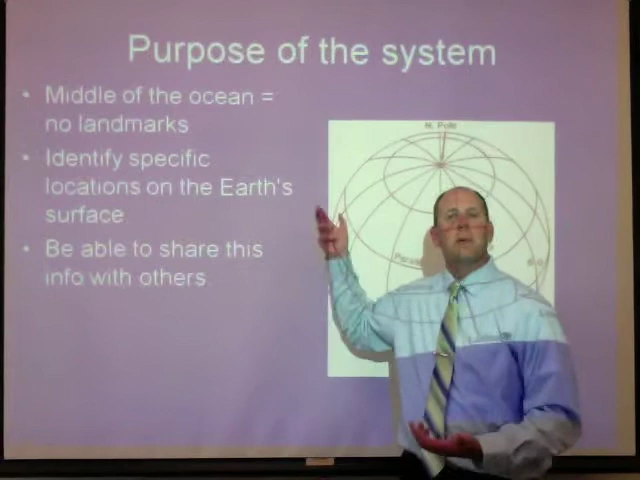 Purpose of the system
• Middle of the ocean =
no landmarks
• Identify specific
locations on the Earth's
surface
• Be able to share this
info with others
N. Pole